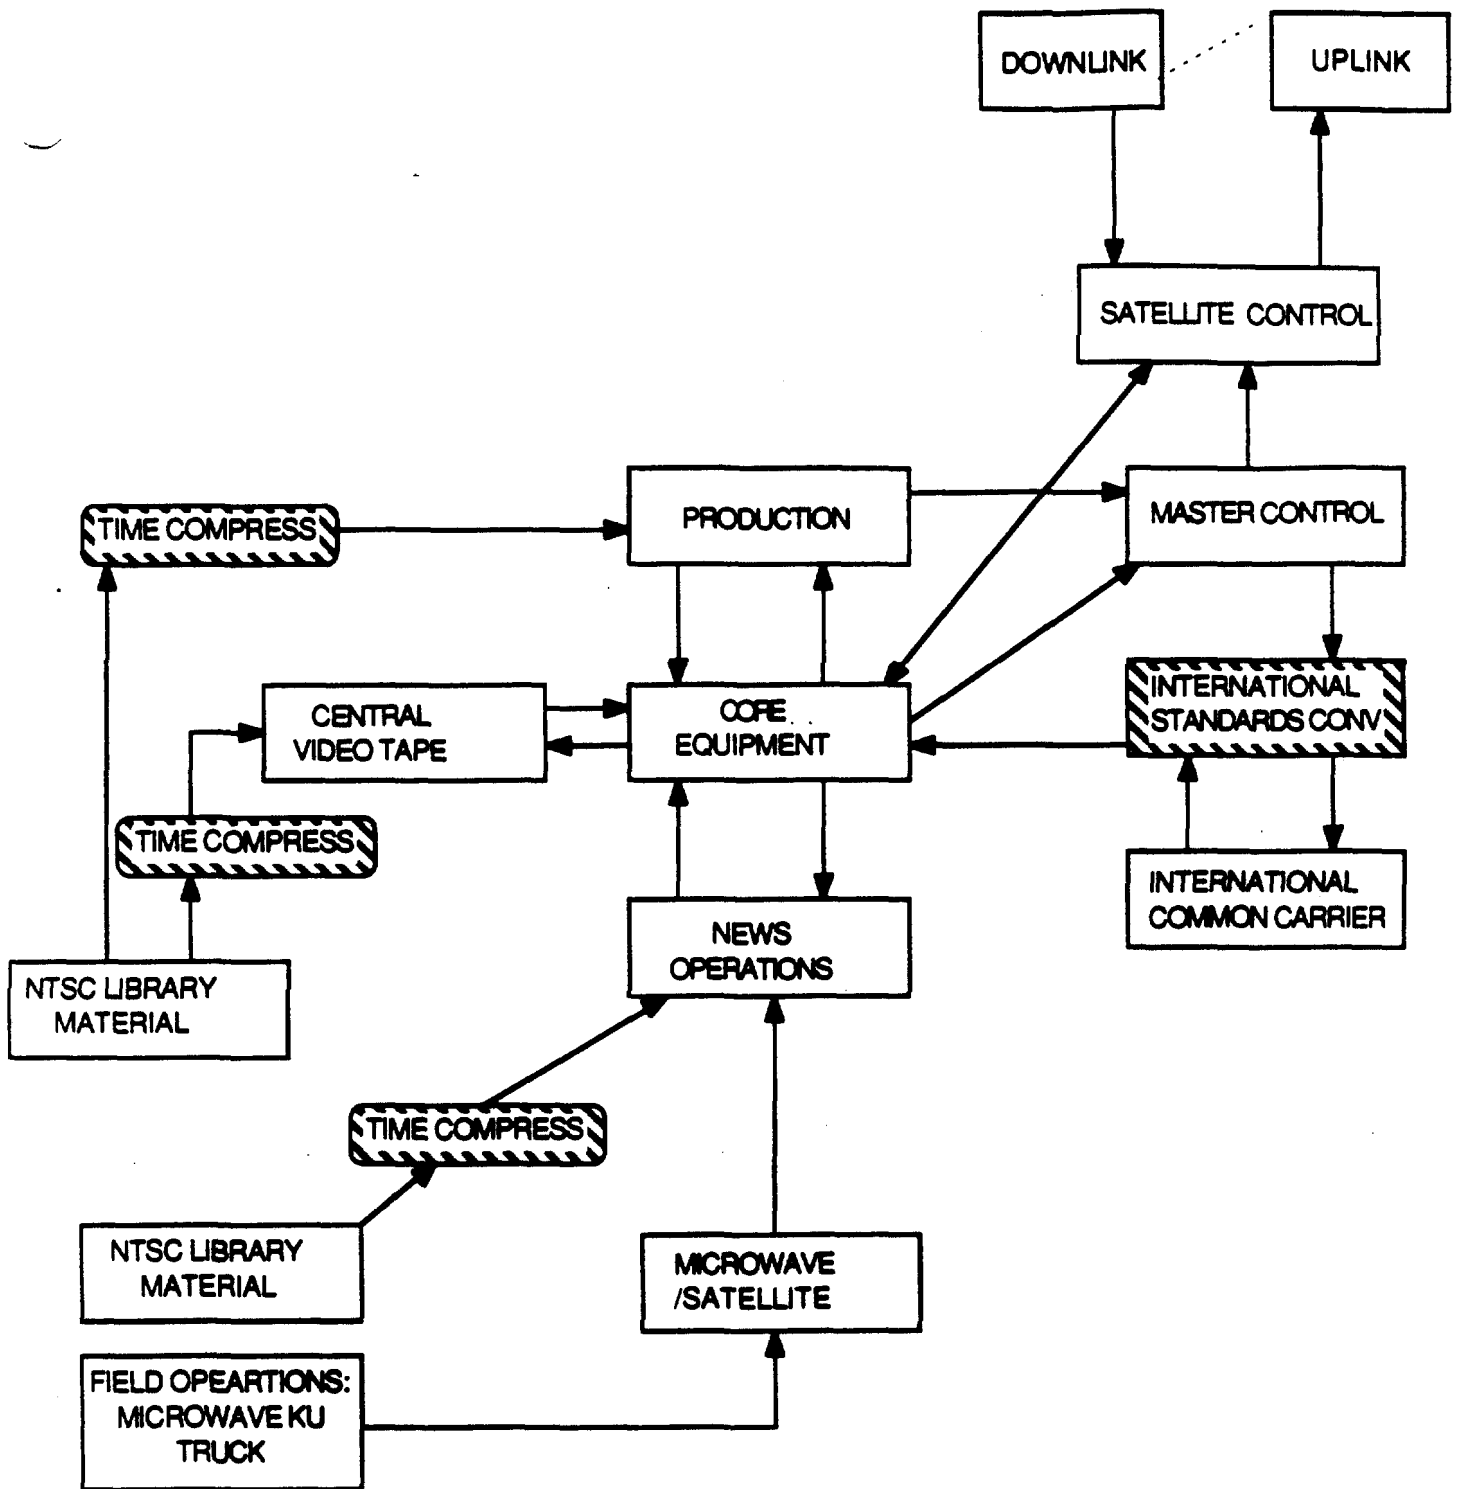 DOWNLINK
UPLINK
SATELLITE CONTROL
PRODUCTION
MASTER CONTROL
TIME COMPRESS
CENTRAL
VIDEO TAPE
CORE
EQUIPMENT
INTERNATIONAL
STANDARDS CONV
TIME COMPRESS
INTERNATIONAL
COMMON CARRIER
NEWS
OPERATIONS
NTSC LIBRARY
MATERIAL
TIME COMPRESS
NTSC LIBRARY
MATERIAL
MICROWAVE
/SATELLITE
FIELD OPEARTIONS:
MICROWAVE KU
TRUCK